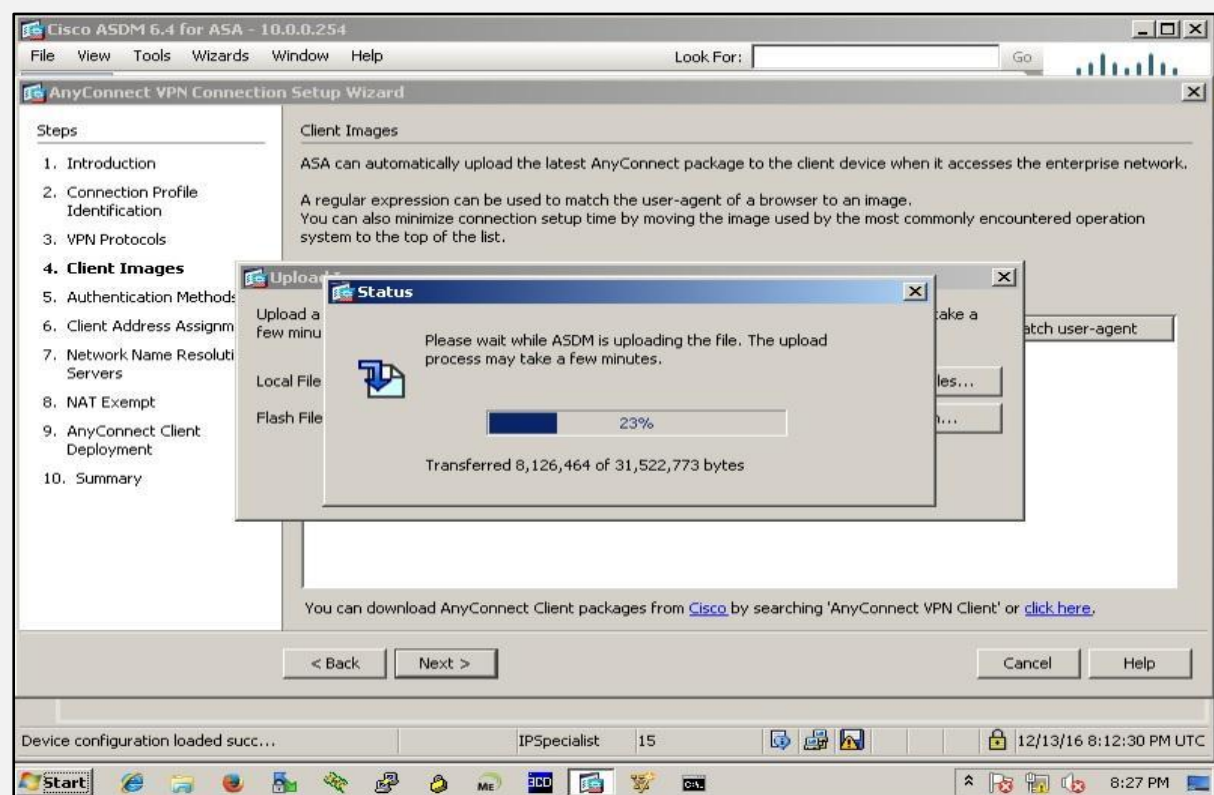 Cisco ASDM 6.4 for ASA - 10.0.0.254
File View Tools Wizards Window Help Look For: Go
AnyConnect VPN Connection Setup Wizard
Steps
1. Introduction
2. Connection Profile
Identification
3. VPN Protocols
4. Client Images
5. Authentication Methods
6. Client Address Assignm
7. Network Name Resoluti
Servers
8. NAT Exempt
9. AnyConnect Client
Deployment
10. Summary
Client Images
ASA can automatically upload the latest AnyConnect package to the client device when it accesses the enterprise network.
A regular expression can be used to match the user-agent of a browser to an image.
You can also minimize connection setup time by moving the image used by the most commonly encountered operation
system to the top of the list.
atch user-agent
Uploa
Upload a
take a
few minu
Local File
les...
Flash File
Status
Please wait while ASDM is uploading the file. The upload
process may take a few minutes.
23%
Transferred 8,126,464 of 31,522,773 bytes
You can download AnyConnect Client packages from Cisco by searching 'AnyConnect VPN Client' or click here.
< Back Next > Cancel Help
Device configuration loaded succ... IPSpecialist 15 12/13/16 8:12:30 PM UTC
Start ME 3CD C:\. 8:27 PM